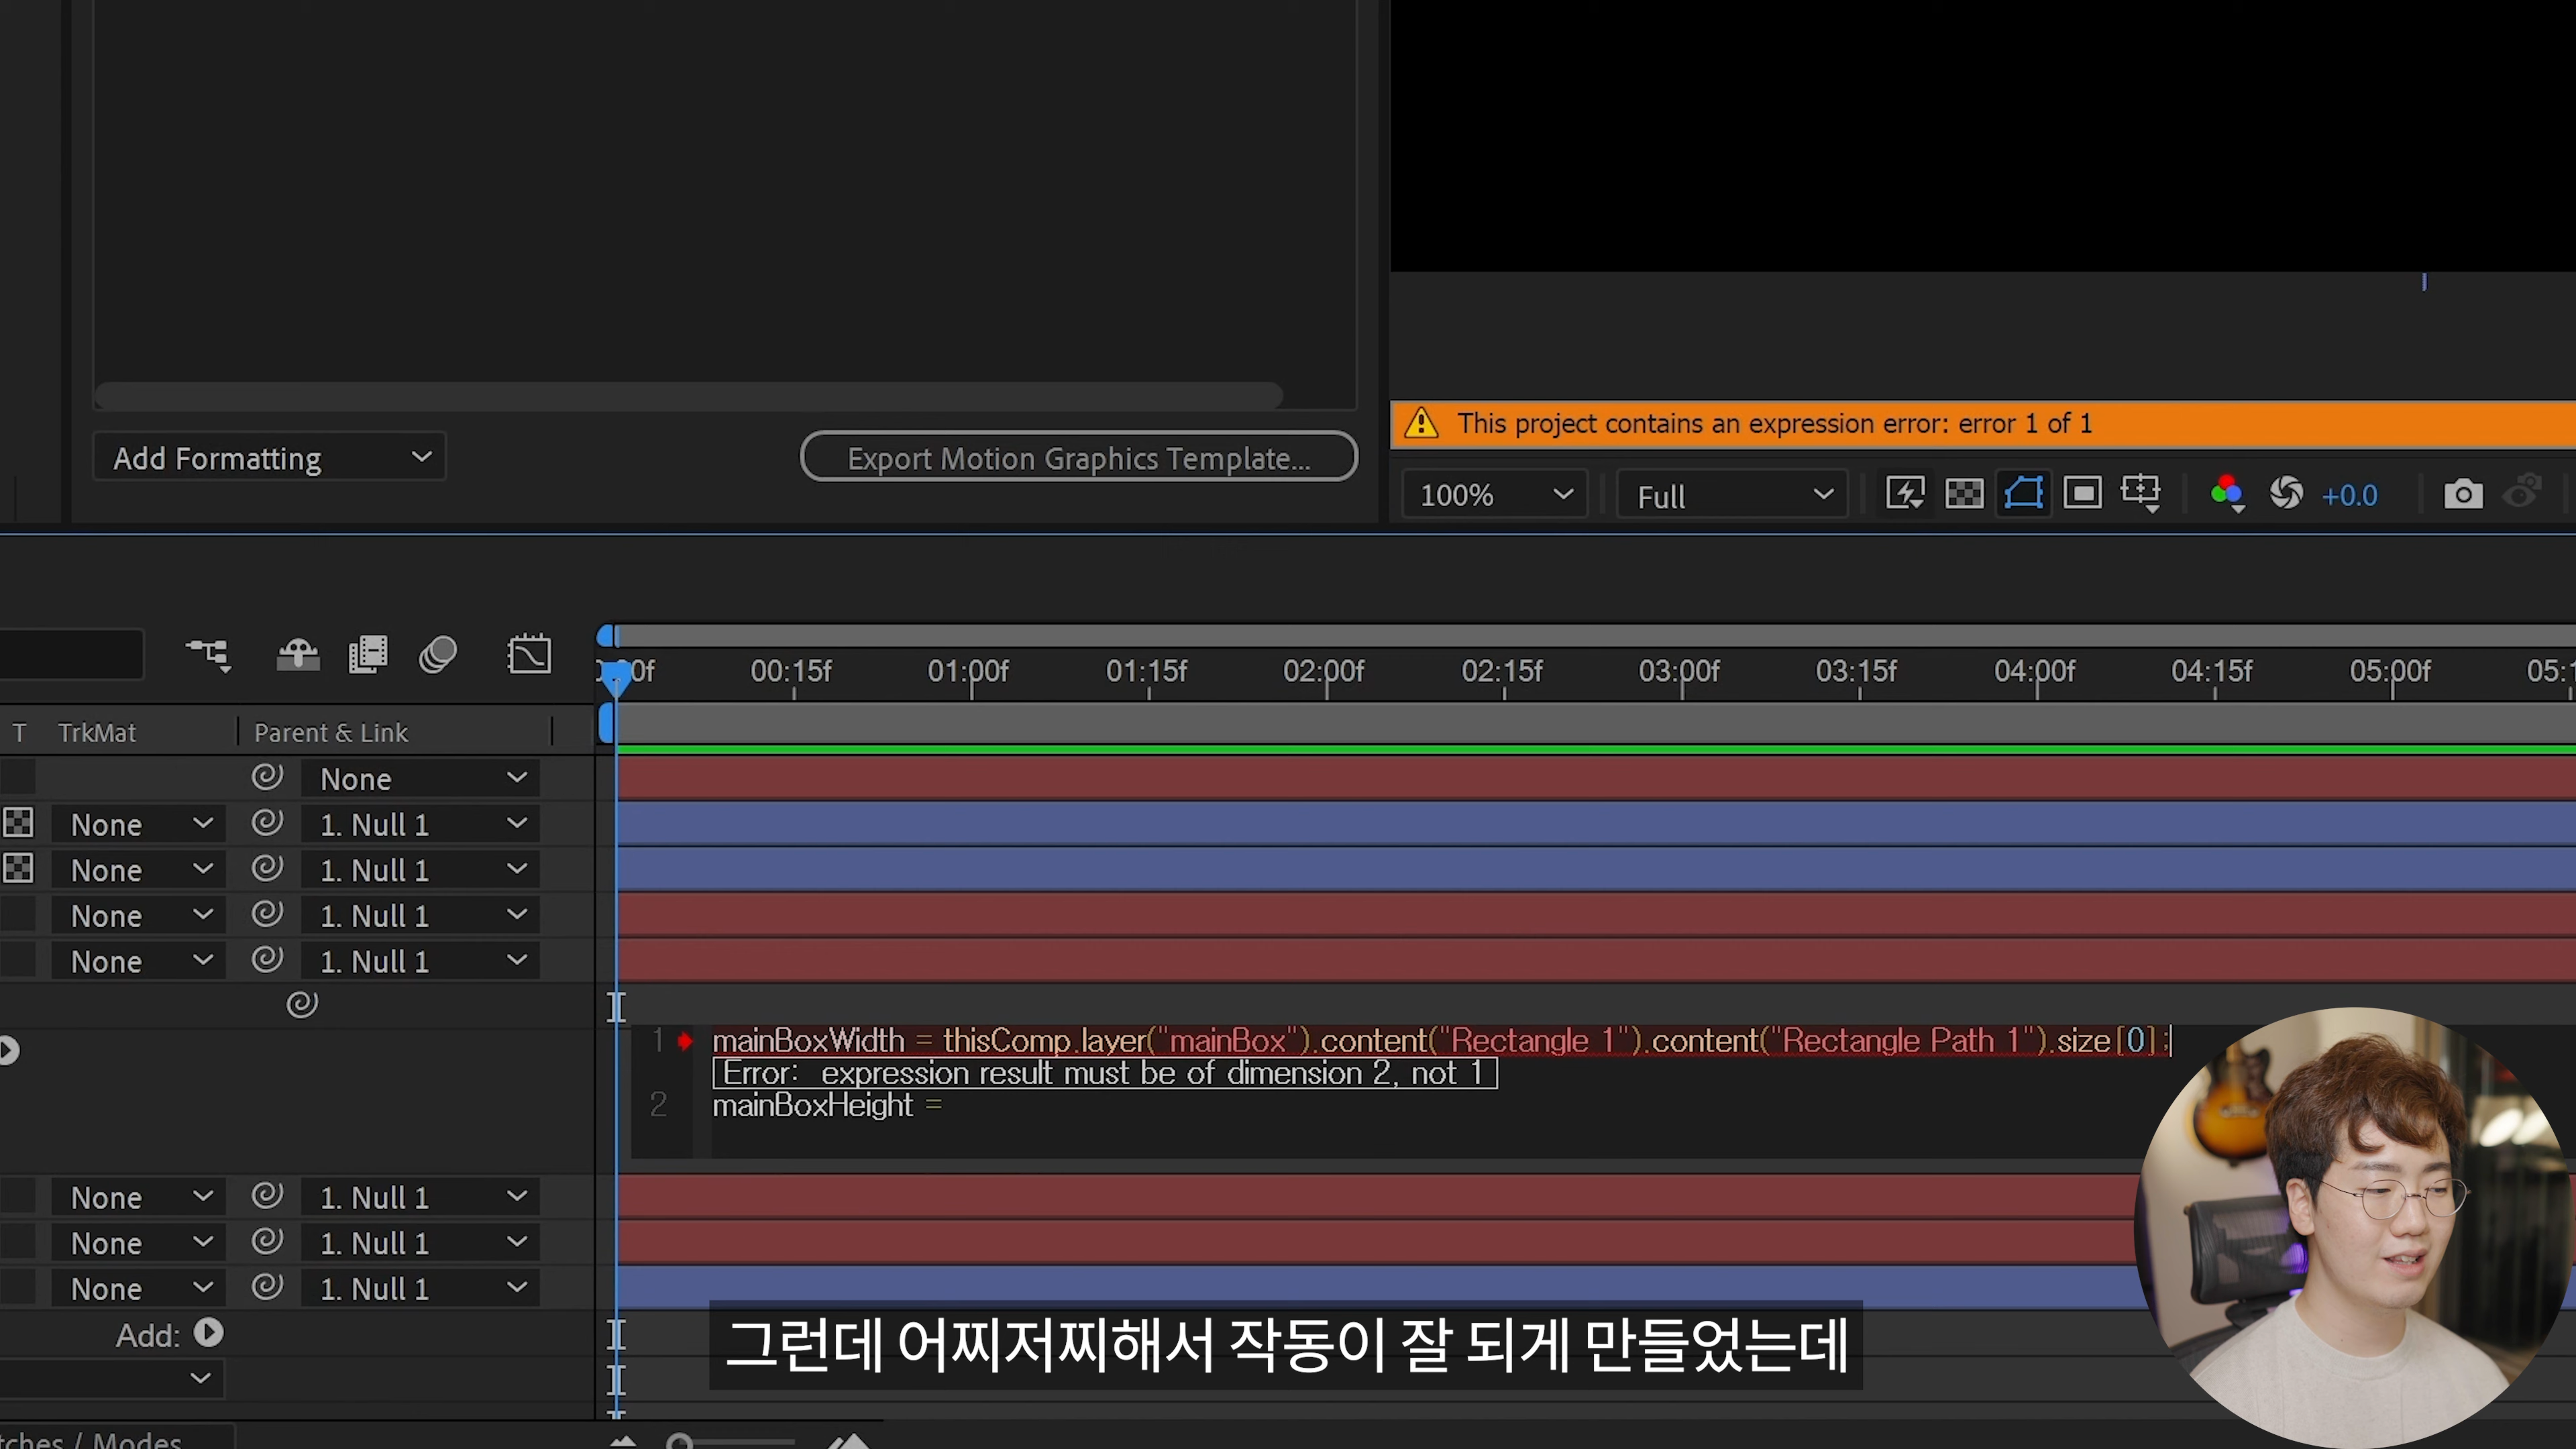 This project contains an expression error: error 1 of 1
Add Formatting
Export Motion Graphics Template...
100%
Full
+0.0
00:15f
01:00f
01:15f
02:00f
02:15f
03:00f
03:15f
04:00f
04:15f
05:00f
T
TrkMat
Parent & Link
None
None
1. Null 1
None
1. Null 1
None
1. Null 1
None
1. Null 1
1
mainBoxWidth = thisComp.layer("mainBox").content("Rectangle 1").content("Rectangle Path 1").size[0];
Error: expression result must be of dimension 2, not 1
2
mainBoxHeight =
None
1. Null 1
None
1. Null 1
None
1. Null 1
Add:
그런데 어찌저찌해서 작동이 잘 되게 만들었는데
/ Modes